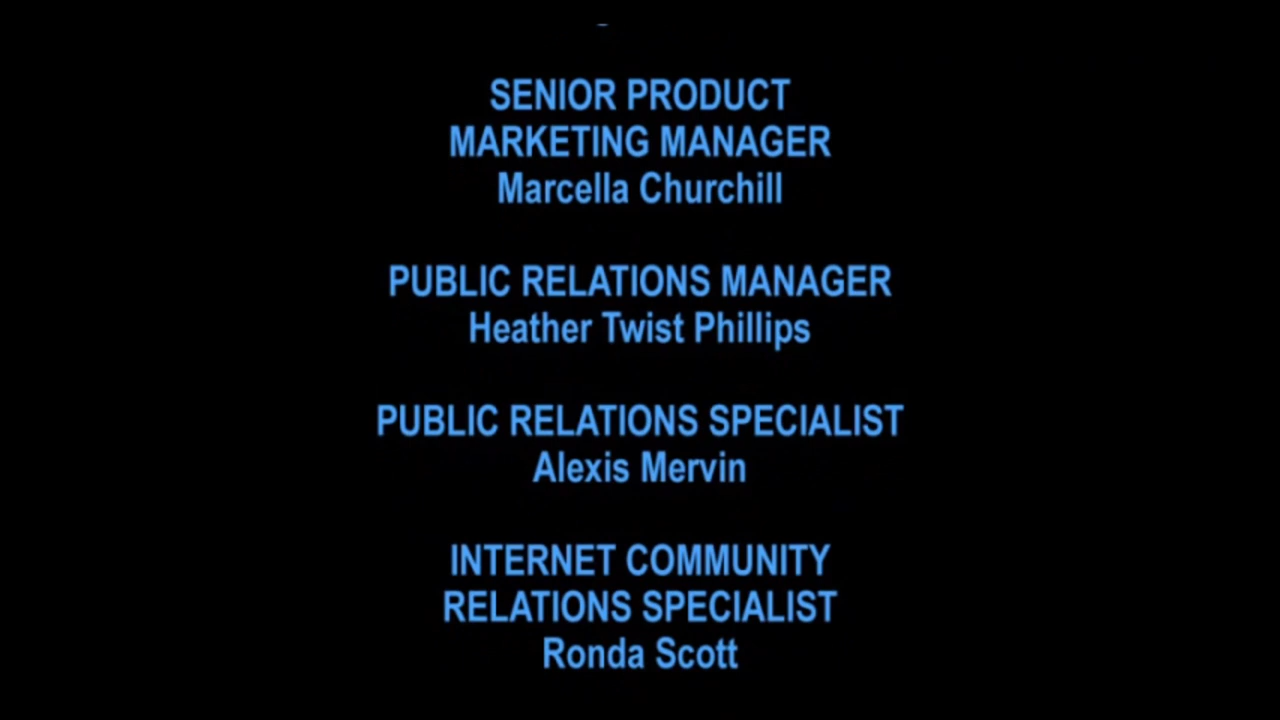 SENIOR PRODUCT
MARKETING MANAGER
Marcella Churchill
PUBLIC RELATIONS MANAGER
Heather Twist Phillips
PUBLIC RELATIONS SPECIALIST
Alexis Mervin
INTERNET COMMUNITY
RELATIONS SPECIALIST
Ronda Scott